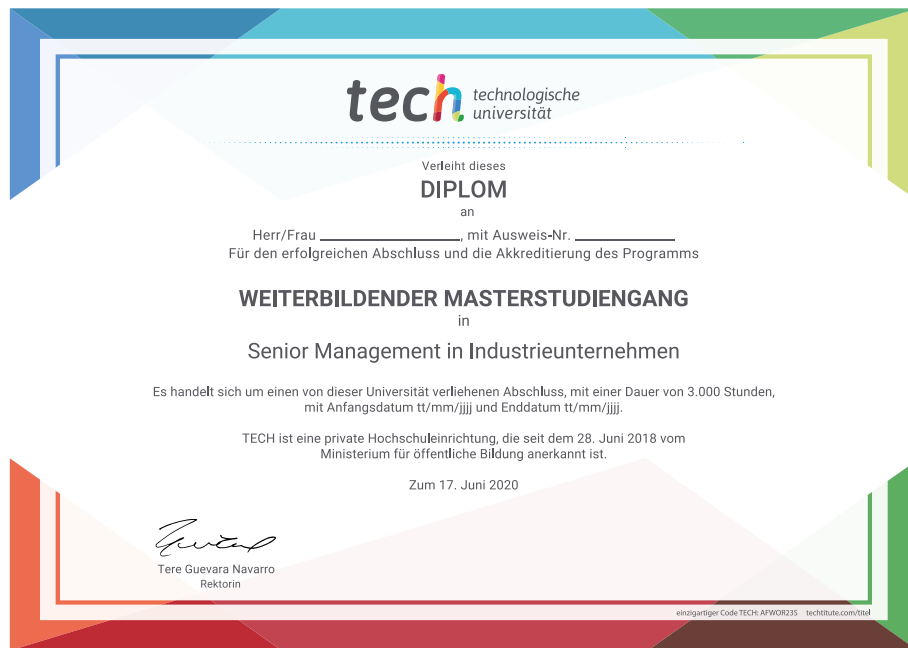 tech technologische
universität
Verleiht dieses
DIPLOM
an
Herr/Frau ____________, mit Ausweis-Nr. ____________
Für den erfolgreichen Abschluss und die Akkreditierung des Programms
WEITERBILDENDER MASTERSTUDIENGANG
in
Senior Management in Industrieunternehmen
Es handelt sich um einen von dieser Universität verliehenen Abschluss, mit einer Dauer von 3.000 Stunden,
mit Anfangsdatum tt/mm/jjjj und Enddatum tt/mm/jjjj.
TECH ist eine private Hochschuleinrichtung, die seit dem 28. Juni 2018 vom
Ministerium für öffentliche Bildung anerkannt ist.
Zum 17. Juni 2020
Tere Guevara Navarro
Rektorin
einzigartiger Code TECH: AFWOR23S techtitute.com/titel